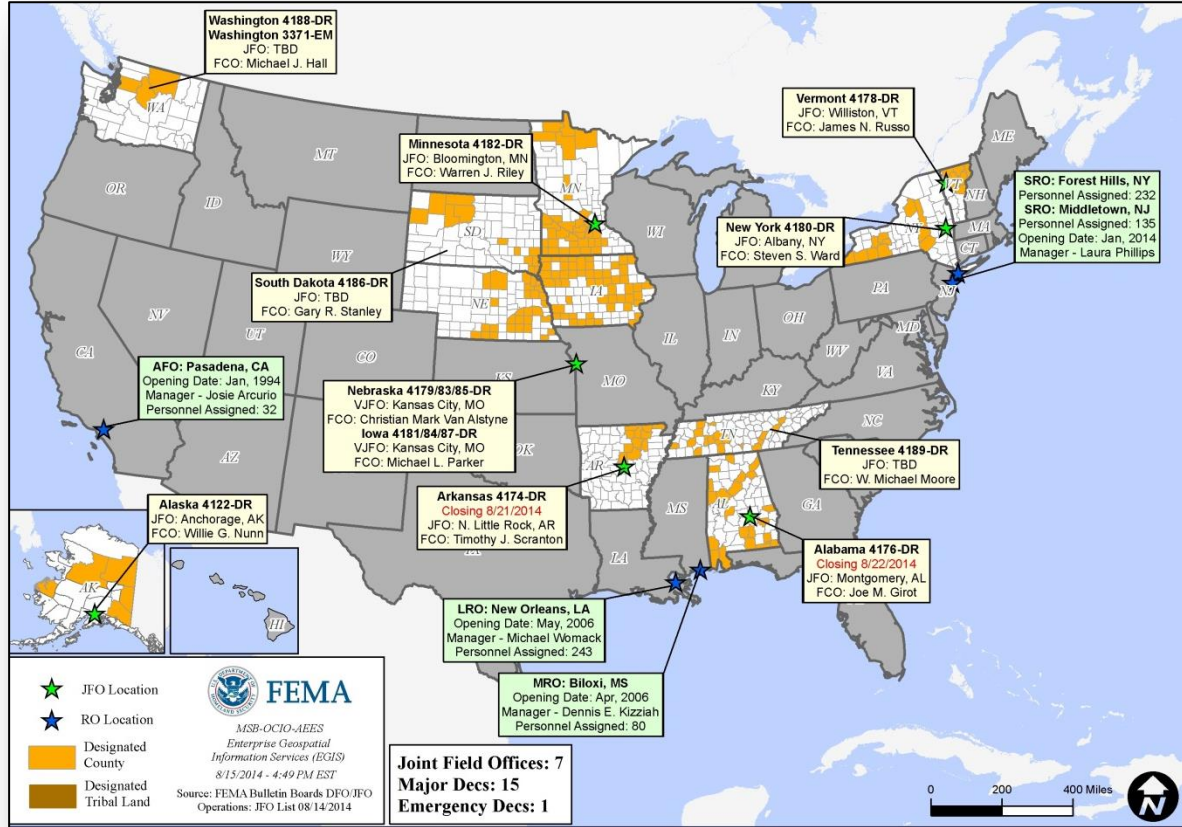 Washington 4188-DR
Washington 3371-EM
JFO: TBD
FCO: Michael J. Hall
Vermont 4178-DR
JFO: Williston, VT
FCO: James N. Russo
Minnesota 4182-DR
JFO: Bloomington, MN
FCO: Warren J. Riley
SRO: Forest Hills, NY
Personnel Assigned: 232
SRO: Middletown, NJ
Personnel Assigned: 135
Opening Date: Jan, 2014
Manager - Laura Phillips
New York 4180-DR
JFO: Albany, NY
FCO: Steven S. Ward
South Dakota 4186-DR
JFO: TBD
FCO: Gary R. Stanley
AFO: Pasadena, CA
Opening Date: Jan, 1994
Manager - Josie Arcurio
Personnel Assigned: 32
Nebraska 4179/83/85-DR
VJFO: Kansas City, MO
FCO: Christian Mark Van Alstyne
Iowa 4181/84/87-DR
VJFO: Kansas City, MO
FCO: Michael L. Parker
Tennessee 4189-DR
JFO: TBD
FCO: W. Michael Moore
Arkansas 4174-DR
Closing 8/21/2014
JFO: N. Little Rock, AR
FCO: Timothy J. Scranton
Alaska 4122-DR
JFO: Anchorage, AK
FCO: Willie G. Nunn
Alabama 4176-DR
Closing 8/22/2014
JFO: Montgomery, AL
FCO: Joe M. Girot
LRO: New Orleans, LA
Opening Date: May, 2006
Manager - Michael Womack
Personnel Assigned: 243
MRO: Biloxi, MS
Opening Date: Apr, 2006
Manager - Dennis E. Kizziah
Personnel Assigned: 80
WA
OR
ID
MT
WY
NV
UT
CA
AZ
CO
SD
NE
MN
IA
WI
MO
OK
AR
LA
MS
AL
GA
TN
KY
IL
IN
OH
WV
VA
NC
PA
MD
NJ
NY
CT
MA
VT
NH
ME
AK
HI
JFO Location
RO Location
Designated
County
Designated
Tribal Land
U.S. DEPARTMENT OF
HOMELAND SECURITY
FEMA
MSB-OCIO-AEES
Enterprise Geospatial
Information Services (EGIS)
8/15/2014 - 4:49 PM EST
Source: FEMA Bulletin Boards DFO/JFO
Operations: JFO List 08/14/2014
Joint Field Offices: 7
Major Decs: 15
Emergency Decs: 1
0 200 400 Miles
N